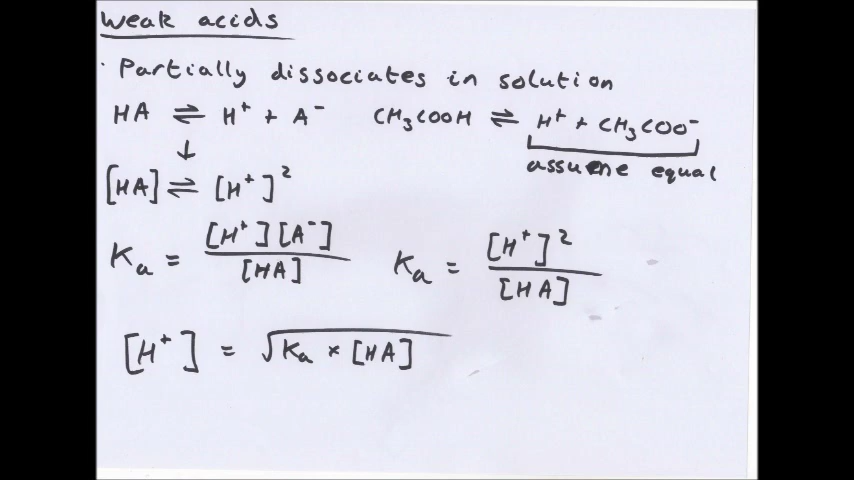 Weak acids
· Partially dissociates in solution
HA ⇌ H⁺ + A⁻ CH₃COOH ⇌ H⁺ + CH₃COO⁻
↓ assume equal
[HA] ⇌ [H⁺]²
Kₐ = [H⁺][A⁻] / [HA] Kₐ = [H⁺]² / [HA]
[H⁺] = √Kₐ × [HA]